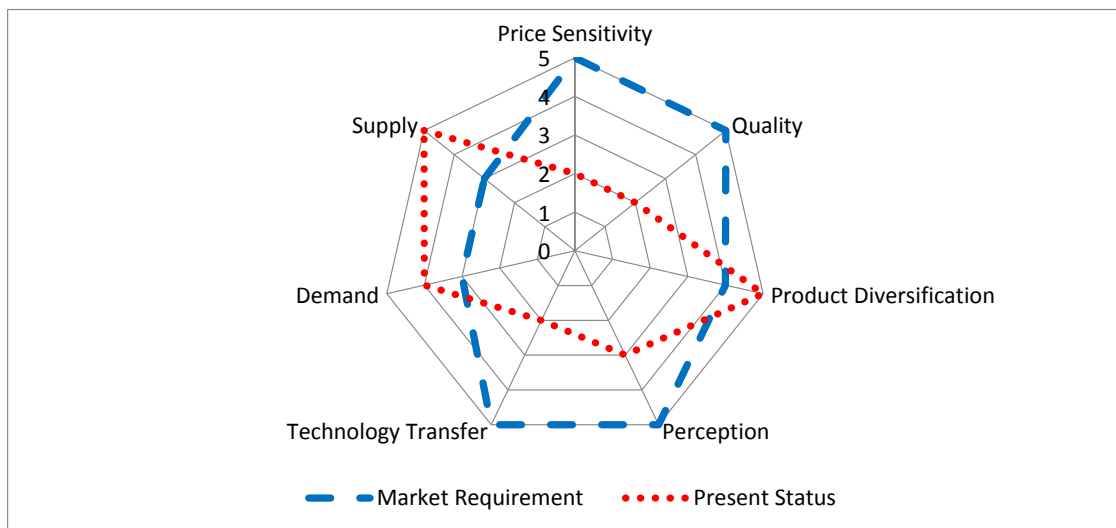 Price Sensitivity
5
4
3
2
1
0
Quality
Product Diversification
Perception
Technology Transfer
Demand
Supply
Market Requirement
Present Status